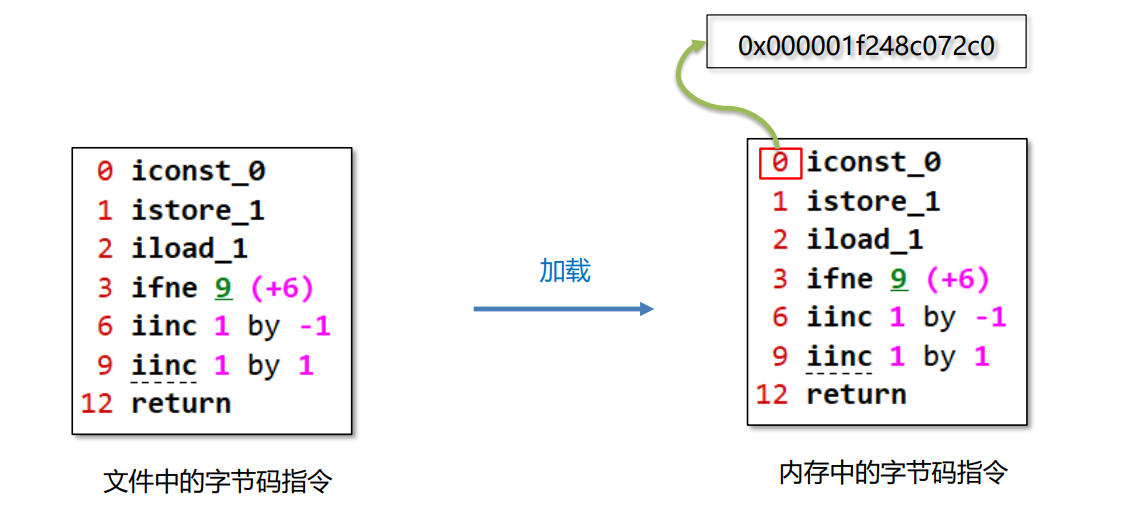 0x000001f248c072c0
0 iconst_0
1 istore_1
2 iload_1
3 ifne 9 (+6)
6 iinc 1 by -1
9 iinc 1 by 1
12 return
文件中的字节码指令
加载
0 iconst_0
1 istore_1
2 iload_1
3 ifne 9 (+6)
6 iinc 1 by -1
9 iinc 1 by 1
12 return
内存中的字节码指令